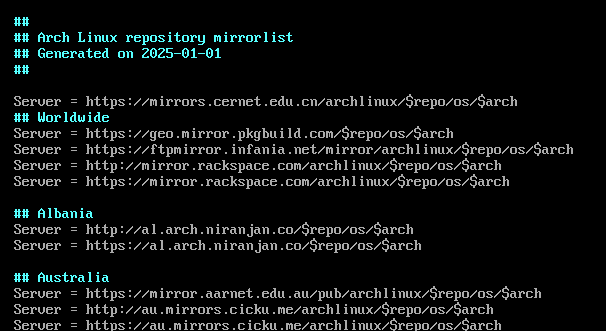 ##
## Arch Linux repository mirrorlist
## Generated on 2025-01-01
##
Server = https://mirrors.cernet.edu.cn/archlinux/$repo/os/$arch
## Worldwide
Server = https://geo.mirror.pkgbuild.com/$repo/os/$arch
Server = https://ftpmirror.infania.net/mirror/archlinux/$repo/os/$arch
Server = http://mirror.rackspace.com/archlinux/$repo/os/$arch
Server = https://mirror.rackspace.com/archlinux/$repo/os/$arch
## Albania
Server = http://al.arch.niranjan.co/$repo/os/$arch
Server = https://al.arch.niranjan.co/$repo/os/$arch
## Australia
Server = https://mirror.aarnet.edu.au/pub/archlinux/$repo/os/$arch
Server = http://au.mirrors.cicku.me/archlinux/$repo/os/$arch
Server = https://au.mirrors.cicku.me/archlinux/$repo/os/$arch